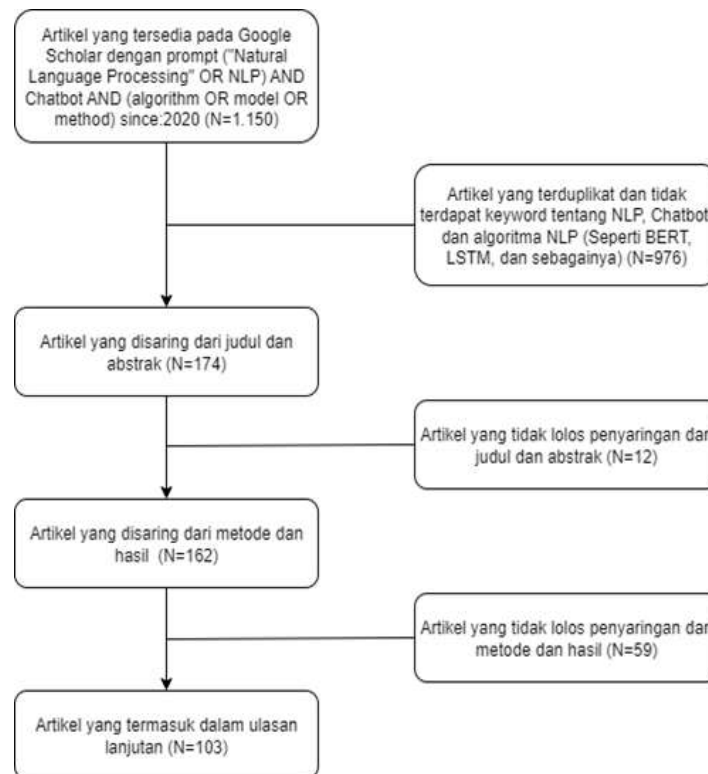 Artikel yang tersedia pada Google
Scholar dengan prompt ("Natural
Language Processing" OR NLP) AND
Chatbot AND (algorithm OR model OR
method) since:2020 (N=1.150)
Artikel yang terduplikat dan tidak
terdapat keyword tentang NLP, Chatbot
dan algoritma NLP (Seperti BERT,
LSTM, dan sebagainya) (N=976)
Artikel yang disaring dari judul dan
abstrak (N=174)
Artikel yang tidak lolos penyaringan dar
judul dan abstrak (N=12)
Artikel yang disaring dari metode dan
hasil (N=162)
Artikel yang tidak lolos penyaringan dar
metode dan hasil (N=59)
Artikel yang termasuk dalam ulasan
lanjutan (N=103)